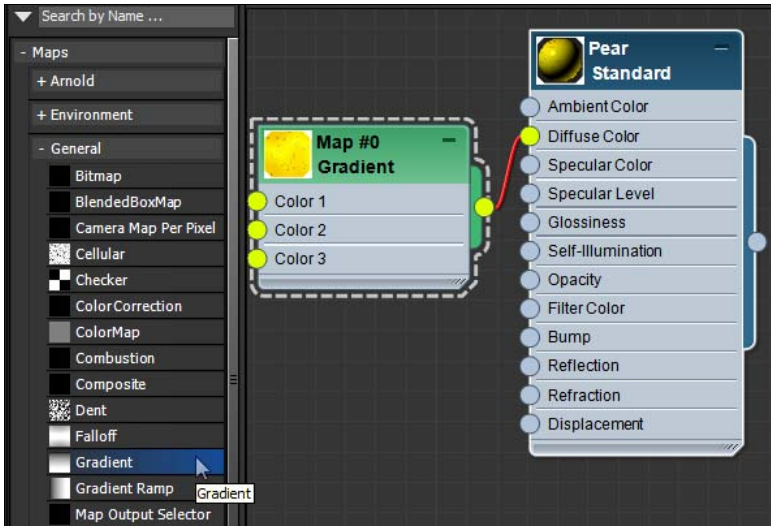 Search by Name ...
- Maps
+ Arnold
+ Environment
- General
Bitmap
BlendedBoxMap
Camera Map Per Pixel
Cellular
Checker
ColorCorrection
ColorMap
Combustion
Composite
Dent
Falloff
Gradient
Gradient Ramp
Gradient
Map Output Selector
Map #0
Gradient
Color 1
Color 2
Color 3
Pear
Standard
Ambient Color
Diffuse Color
Specular Color
Specular Level
Glossiness
Self-Illumination
Opacity
Filter Color
Bump
Reflection
Refraction
Displacement